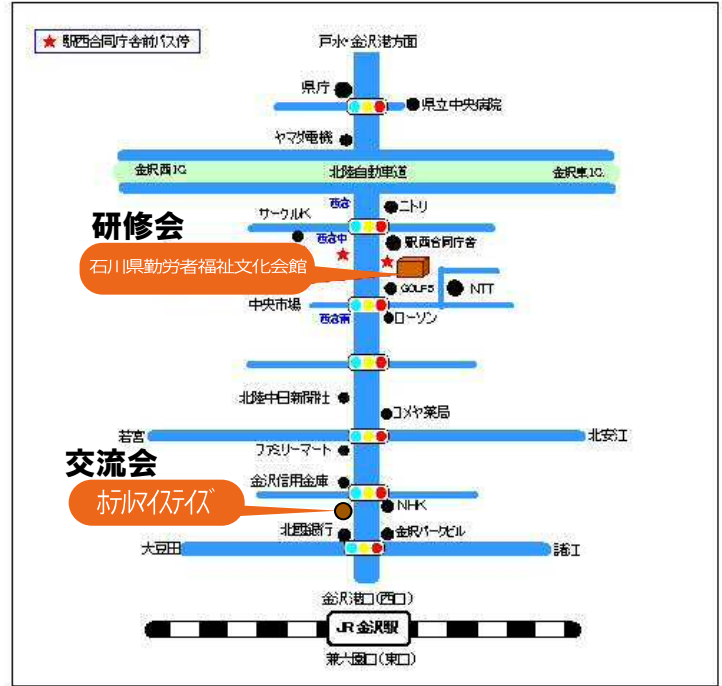 ★ 駅西合同庁舎前バス停
戸水・金沢港方面
県庁
県立中央病院
ヤマダ電機
金沢西IC
北陸自動車道
金沢東IC.
西念
ニトリ
サークルK
研修会
西念中
駅西合同庁舎
石川県勤労者福祉文化会館
GOLF5
NTT
中央市場
西念南
ローソン
北陸中日新聞社
コメヤ薬局
若宮
北安江
ファミリーマート
交流会
金沢信用金庫
ホテルマイステイズ
NHK
北國銀行
金沢パークビル
大豆田
諸江
金沢港口(西口)
JR 金沢駅
兼六園口(東口)